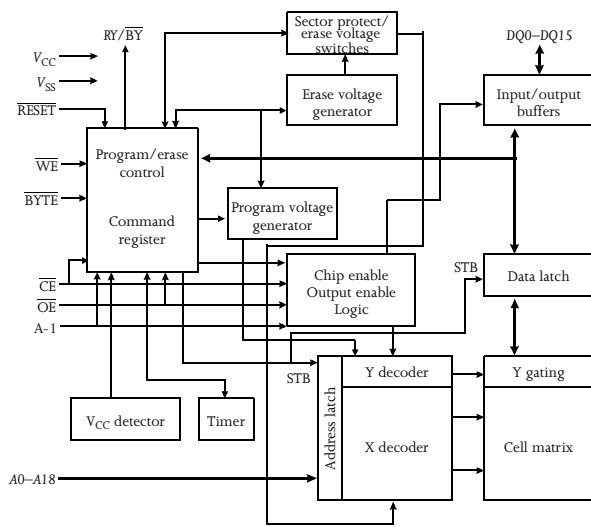 RY/BY
Sector protect/
erase voltage
switches
DQ0–DQ15
VCC
VSS
RESET
Erase voltage
generator
Input/output
buffers
Program/erase
control
WE
BYTE
Command
register
Program voltage
generator
STB
Data latch
CE
OE
A-1
Chip enable
Output enable
Logic
STB
Address latch
Y decoder
Y gating
VCC detector
Timer
X decoder
Cell matrix
A0–A18